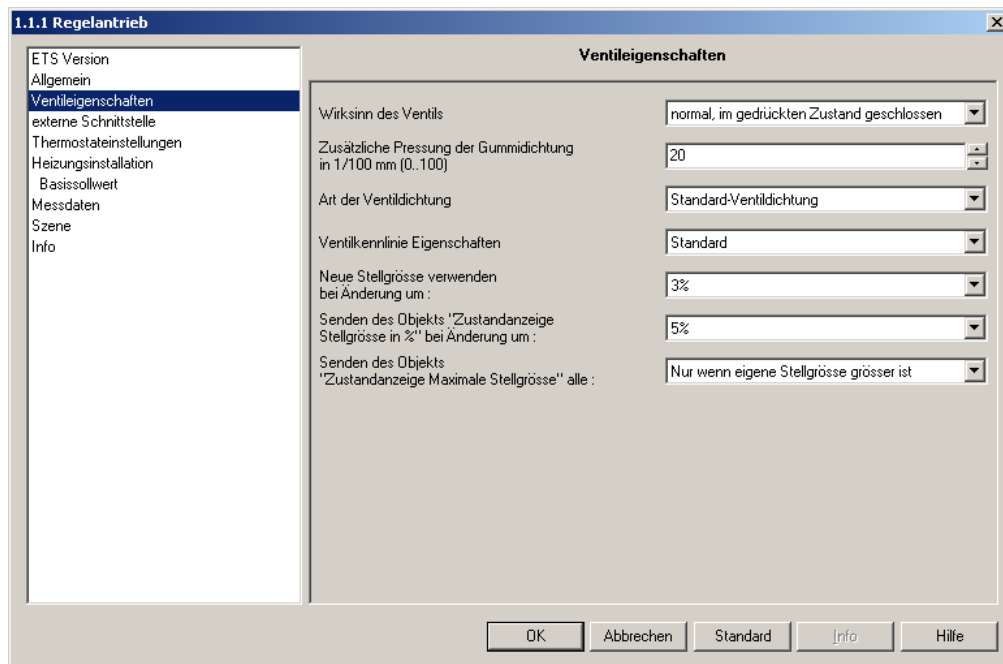 1.1.1 Regelantrieb
ETS Version
Allgemein
Ventileigenschaften
externe Schnittstelle
Thermostateinstellungen
Heizungsinstallation
Basissollwert
Messdaten
Szene
Info
Ventileigenschaften
Wirksinn des Ventils
normal, im gedrückten Zustand geschlossen
Zusätzliche Pressung der Gummidichtung
in 1/100 mm (0..100)
20
Art der Ventildichtung
Standard-Ventildichtung
Ventilkennlinie Eigenschaften
Standard
Neue Stellgrösse verwenden
bei Änderung um :
3%
Senden des Objekts "Zustandanzeige
Stellgrösse in %" bei Änderung um :
5%
Senden des Objekts
"Zustandanzeige Maximale Stellgrösse" alle :
Nur wenn eigene Stellgrösse grösser ist
OK
Abbrechen
Standard
Info
Hilfe